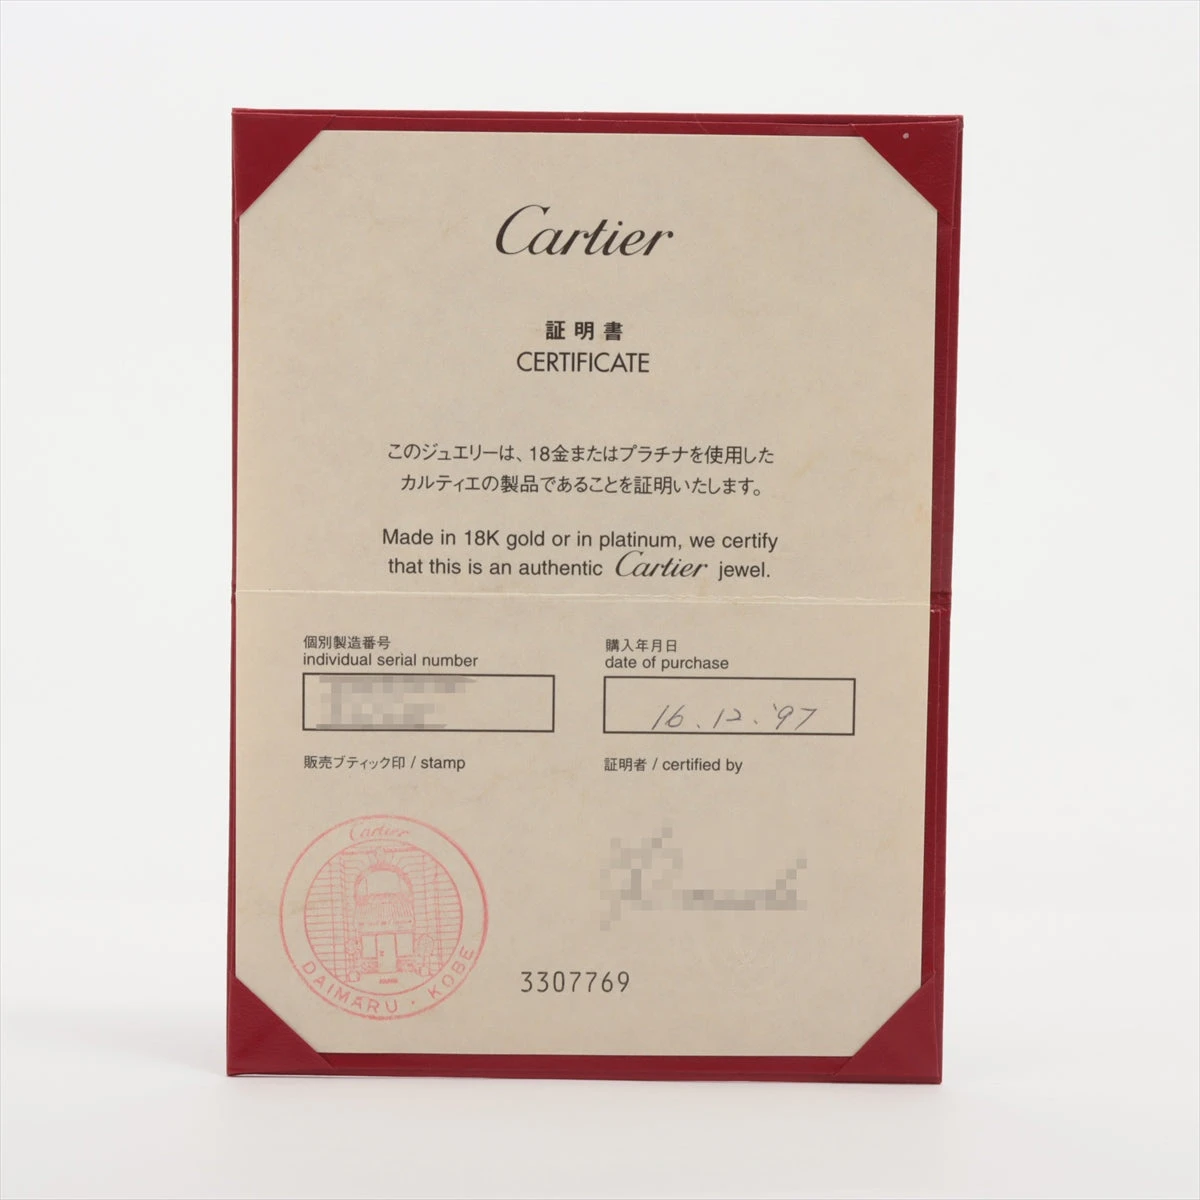 Cartier
証明書
CERTIFICATE
このジュエリーは、18金またはプラチナを使用した
カルティエの製品であることを証明いたします。
Made in 18K gold or in platinum, we certify
that this is an authentic Cartier jewel.
個別製造番号
individual serial number
購入年月日
date of purchase
16.12.'97
販売ブティック印 / stamp
証明者 / certified by
Cartier
DAIMARU・KOBE
3307769